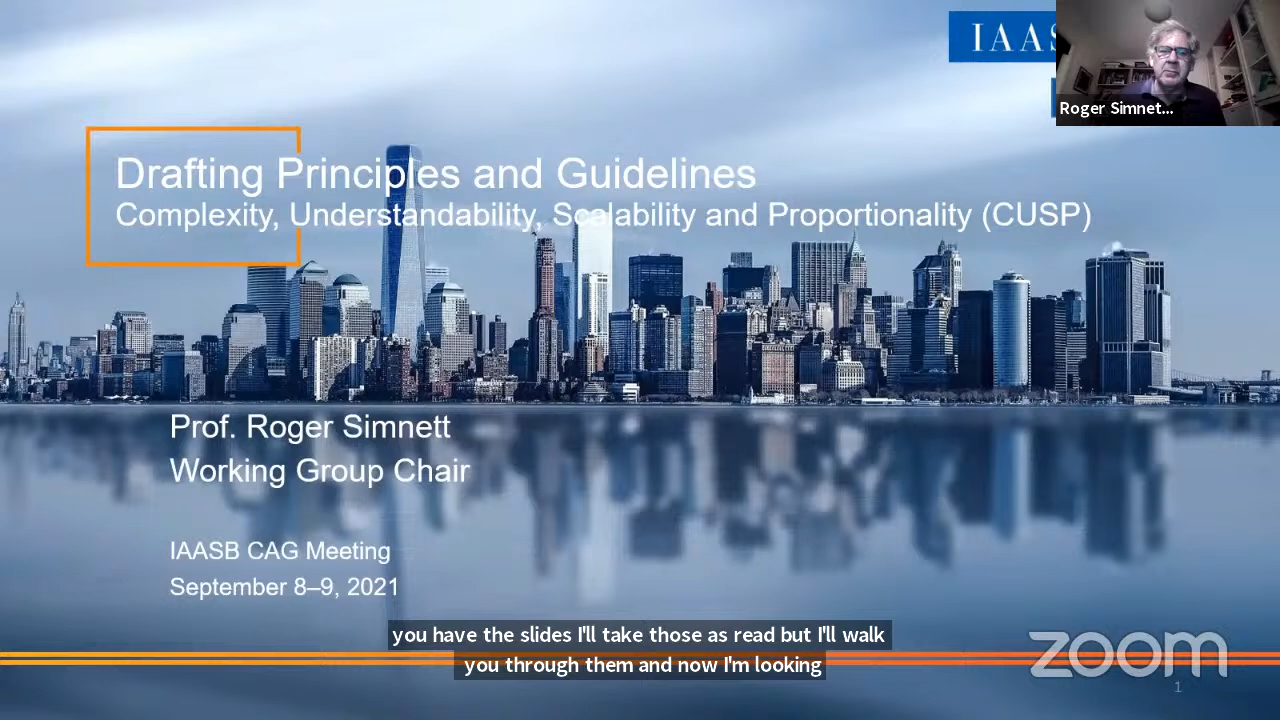 IAAS
Roger Simnet...
Drafting Principles and Guidelines
Complexity, Understandability, Scalability and Proportionality (CUSP)
Prof. Roger Simnett
Working Group Chair
IAASB CAG Meeting
September 8–9, 2021
you have the slides I'll take those as read but I'll walk
you through them and now I'm looking
zoom
1